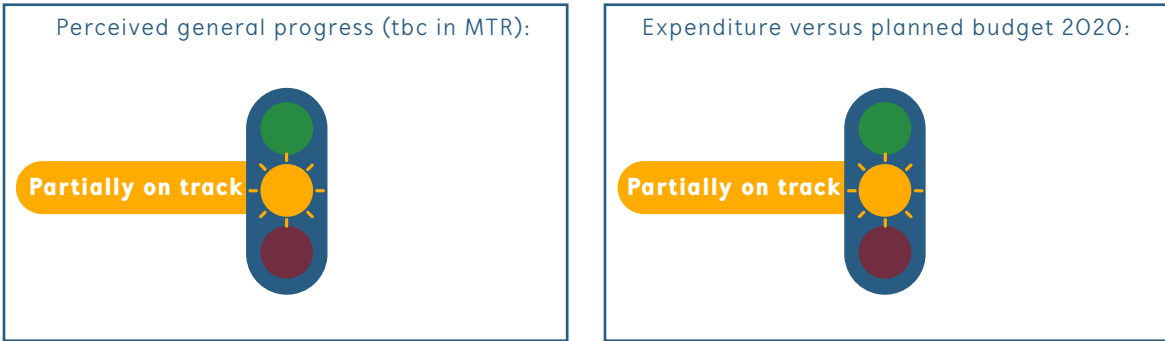 Perceived general progress (tbc in MTR):
Partially on track
Expenditure versus planned budget 2020:
Partially on track